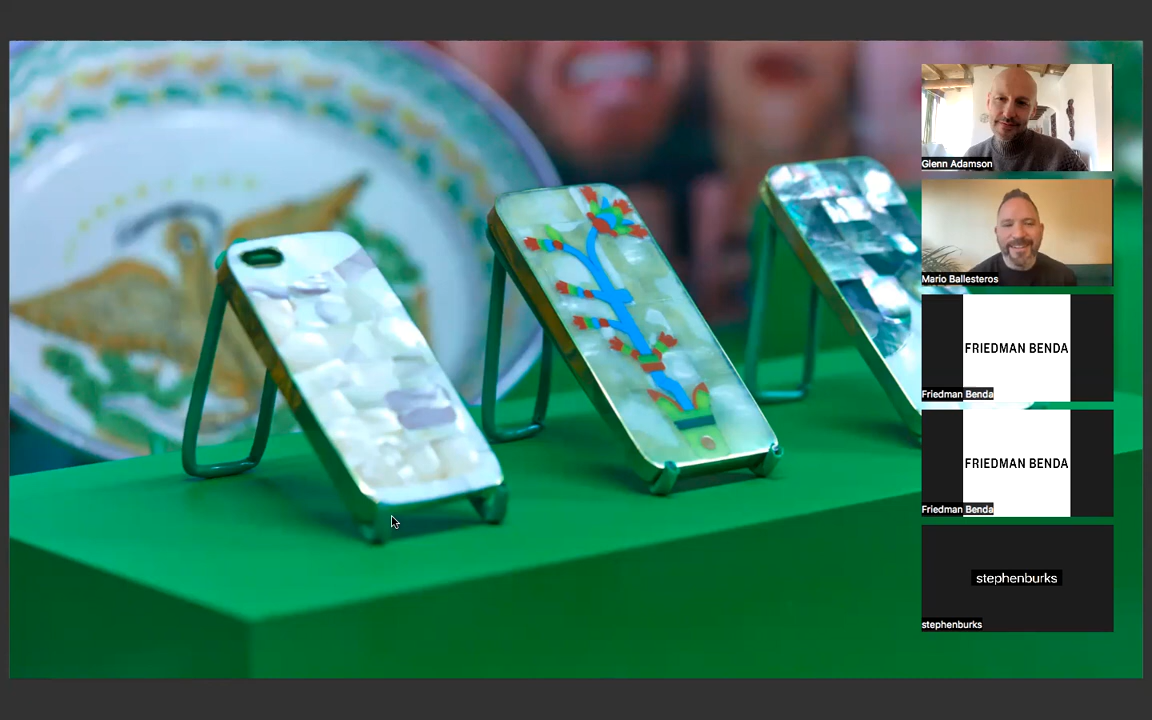 Glenn Adamson
Mario Ballesteros
FRIEDMAN BENDA
Friedman Benda
FRIEDMAN BENDA
Friedman Benda
stephenburks
stephenburks